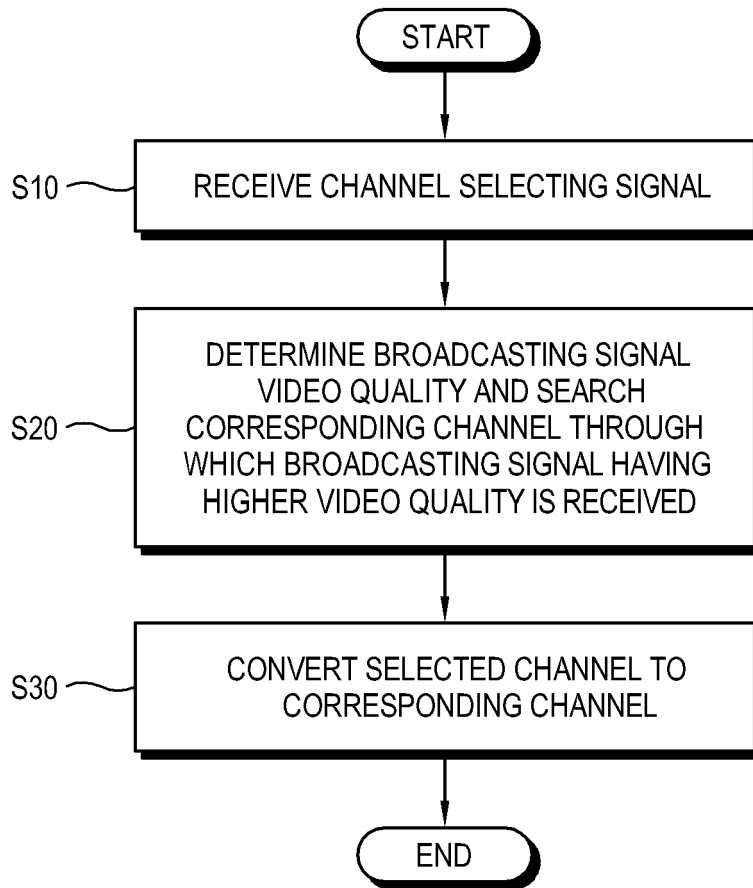 START
S10
RECEIVE CHANNEL SELECTING SIGNAL
S20
DETERMINE BROADCASTING SIGNAL
VIDEO QUALITY AND SEARCH
CORRESPONDING CHANNEL THROUGH
WHICH BROADCASTING SIGNAL HAVING
HIGHER VIDEO QUALITY IS RECEIVED
S30
CONVERT SELECTED CHANNEL TO
CORRESPONDING CHANNEL
END